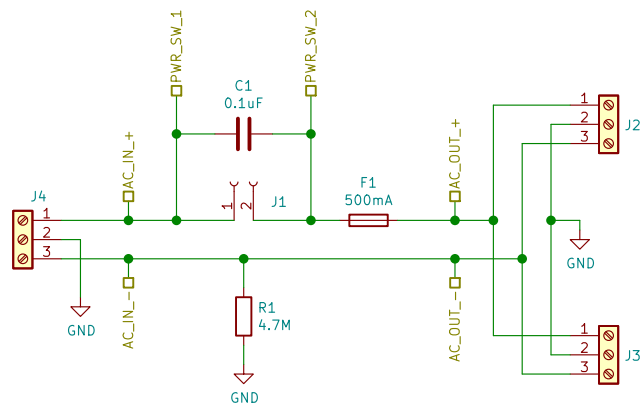 PWR_SW_1
PWR_SW_2
C1
0.1uF
1
2
3
J2
AC_IN_+
AC_OUT_+
J4
1
2
3
1
2
J1
F1
500mA
GND
GND
AC_IN_-
R1
4.7M
AC_OUT_-
1
2
3
J3
GND